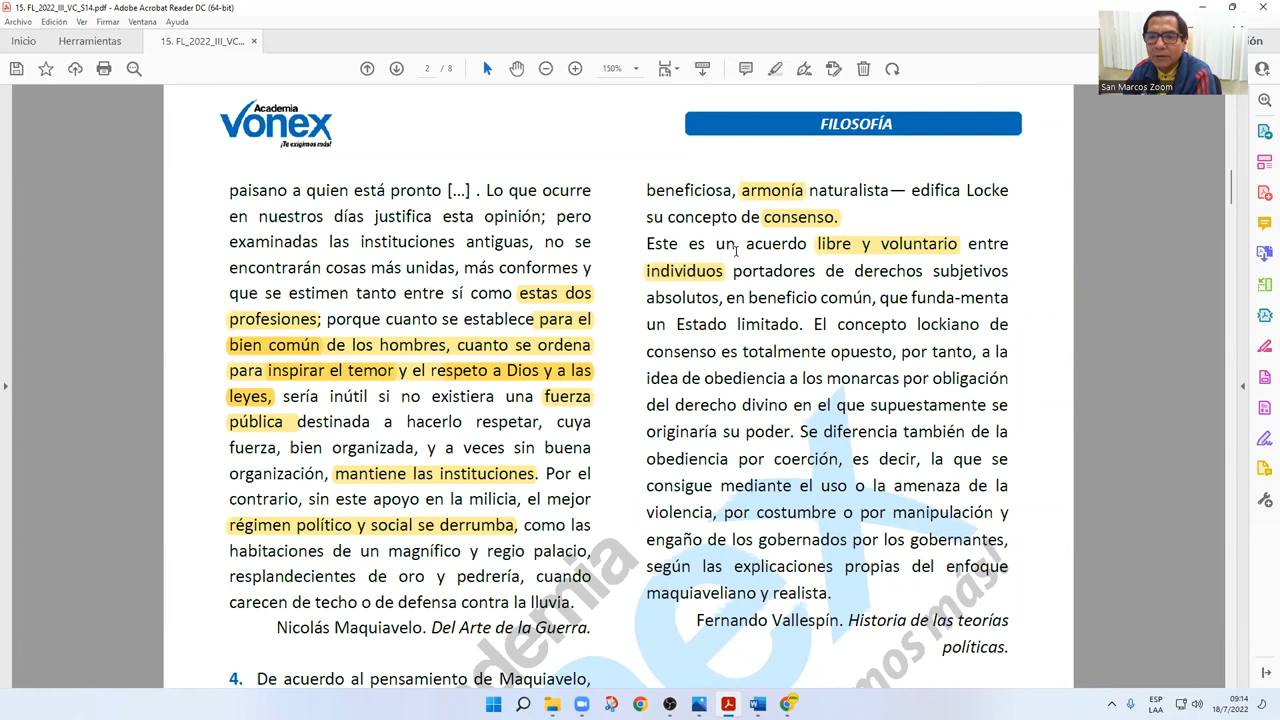 15. FL_2022_III_VC_S14.pdf - Adobe Acrobat Reader DC (64-bit)
Archivo Edición Ver Firmar Ventana Ayuda
Inicio Herramientas 15. FL_2022_III_VC... ×
2 / 150%
San Marcos Zoom
Academia
vonex
¡Te exigimos más!
FILOSOFÍA
paisano a quien está pronto [...] . Lo que ocurre
en nuestros días justifica esta opinión; pero
examinadas las instituciones antiguas, no se
encontrarán cosas más unidas, más conformes y
que se estimen tanto entre sí como estas dos
profesiones; porque cuanto se establece para el
bien común de los hombres, cuanto se ordena
para inspirar el temor y el respeto a Dios y a las
leyes, sería inútil si no existiera una fuerza
pública destinada a hacerlo respetar, cuya
fuerza, bien organizada, y a veces sin buena
organización, mantiene las instituciones. Por el
contrario, sin este apoyo en la milicia, el mejor
régimen político y social se derrumba, como las
habitaciones de un magnífico y regio palacio,
resplandecientes de oro y pedrería, cuando
carecen de techo o de defensa contra la lluvia.
Nicolás Maquiavelo. Del Arte de la Guerra.
4. De acuerdo al pensamiento de Maquiavelo,
beneficiosa, armonía naturalista— edifica Locke
su concepto de consenso.
Este es un acuerdo libre y voluntario entre
individuos portadores de derechos subjetivos
absolutos, en beneficio común, que funda-menta
un Estado limitado. El concepto lockiano de
consenso es totalmente opuesto, por tanto, a la
idea de obediencia a los monarcas por obligación
del derecho divino en el que supuestamente se
originaría su poder. Se diferencia también de la
obediencia por coerción, es decir, la que se
consigue mediante el uso o la amenaza de la
violencia, por costumbre o por manipulación y
engaño de los gobernados por los gobernantes,
según las explicaciones propias del enfoque
maquiaveliano y realista.
Fernando Vallespín. Historia de las teorías
políticas.
ESP
LAA
09:14
18/7/2022